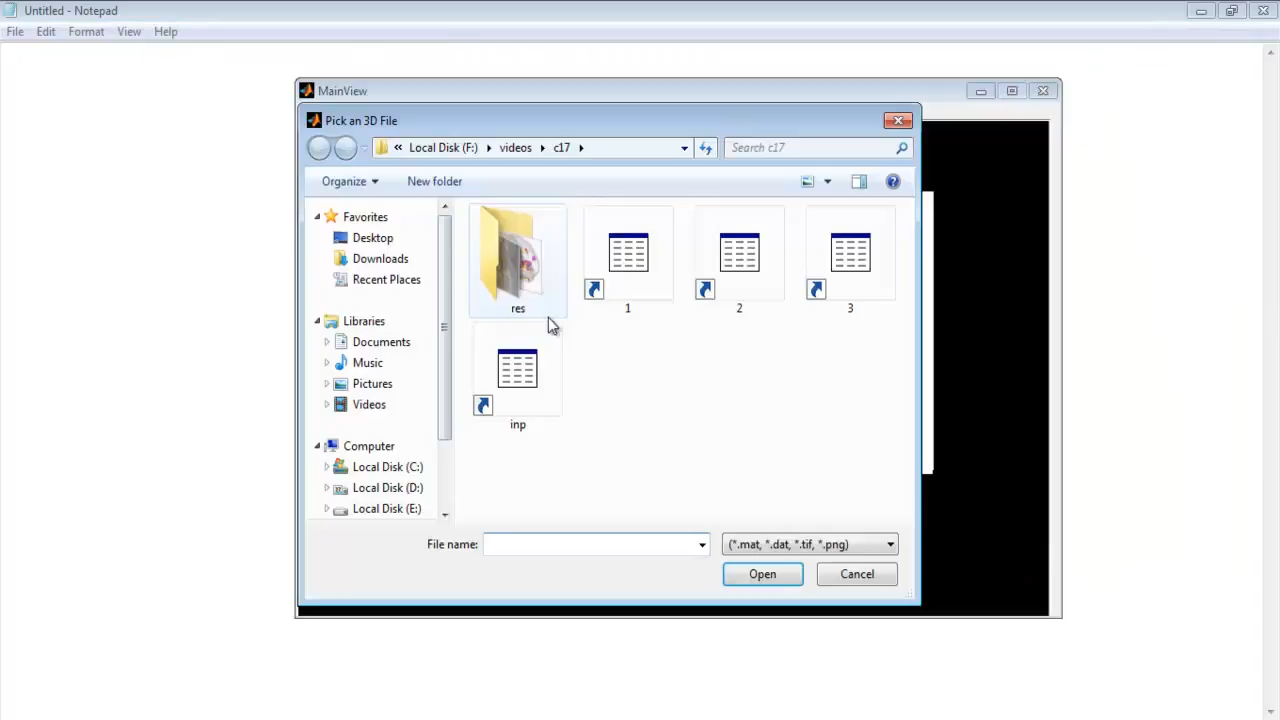 Untitled - Notepad
File Edit Format View Help
MainView
Pick an 3D File
« Local Disk (F:) videos c17
Search c17
Organize New folder
Favorites
Desktop
Downloads
Recent Places
Libraries
Documents
Music
Pictures
Videos
Computer
Local Disk (C:)
Local Disk (D:)
Local Disk (E:)
res 1 2 3
inp
File name: (*.mat, *.dat, *.tif, *.png)
Open Cancel